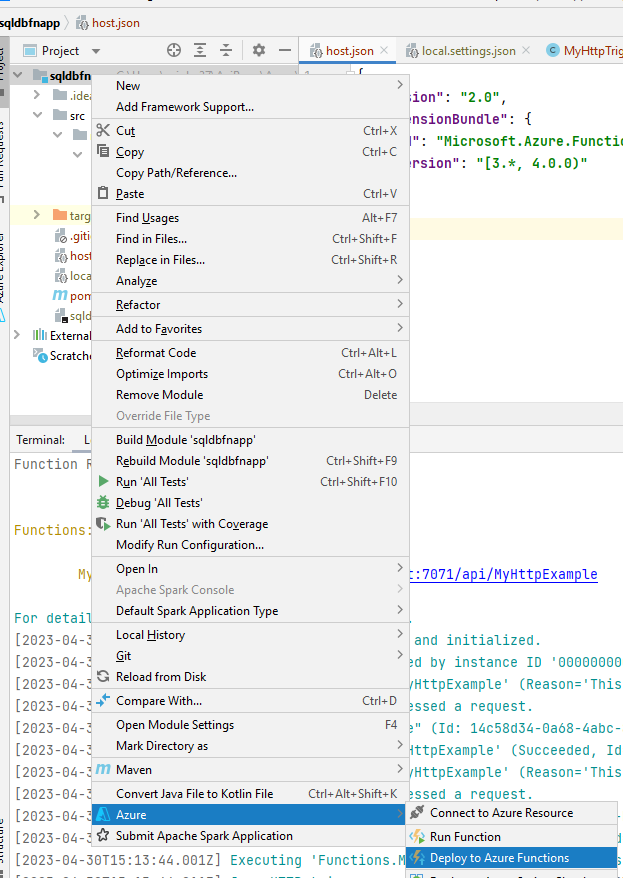 sqldbfnapp host.json
Project
host.json
local.settings.json
MyHttpTrig
sqldbfn
.idea
src
targ
.giti
host
loca
pom
sqld
External
Scratche
"2.0",
{
"Microsoft.Azure.Functio
"[3.*, 4.0.0)"
New
Add Framework Support...
Cut Ctrl+X
Copy Ctrl+C
Copy Path/Reference...
Paste Ctrl+V
Find Usages Alt+F7
Find in Files... Ctrl+Shift+F
Replace in Files... Ctrl+Shift+R
Analyze
Refactor
Add to Favorites
Reformat Code Ctrl+Alt+L
Optimize Imports Ctrl+Alt+O
Remove Module Delete
Override File Type
Build Module 'sqldbfnapp'
Rebuild Module 'sqldbfnapp' Ctrl+Shift+F9
Run 'All Tests' Ctrl+Shift+F10
Debug 'All Tests'
Run 'All Tests' with Coverage
Modify Run Configuration...
Open In
Apache Spark Console
Default Spark Application Type
Local History
Git
Reload from Disk
Compare With... Ctrl+D
Open Module Settings F4
Mark Directory as
Maven
Convert Java File to Kotlin File Ctrl+Alt+Shift+K
Azure
Submit Apache Spark Application
Connect to Azure Resource
Run Function
Deploy to Azure Functions
Terminal:
Function R
Functions:
My
t:7071/api/MyHttpExample
For detail
[2023-04-3 and initialized.
[2023-04-3 ed by instance ID '00000000
[2023-04-3 yHttpExample' (Reason='This
[2023-04-3 essed a request.
[2023-04-3 e" (Id: 14c58d34-0a68-4abc-
[2023-04-3 HttpExample' (Succeeded, Id
[2023-04-3 yHttpExample' (Reason='This
[2023-04-3 essed a request.
[2023-04-3
[2023-04-3
[2023-04-30T15:13:44.001Z] Executing 'Functions.M